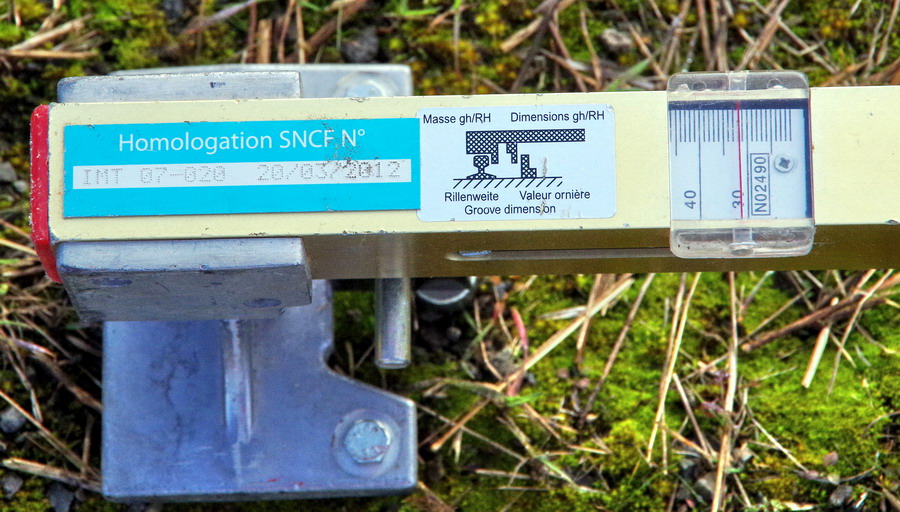 Homologation SNCF N°
IMT 07-020 20/03/2012
Masse gh/RH Dimensions gh/RH
Rillenweite Valeur ornière
Groove dimension
40
30
N02490